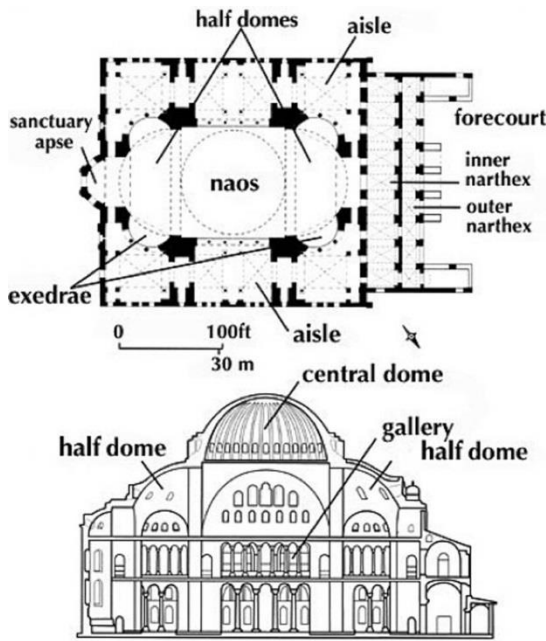 half domes
aisle
sanctuary
apse
forecourt
naos
inner
narthex
outer
narthex
exedrae
aisle
0
100ft
30 m
central dome
half dome
gallery
half dome